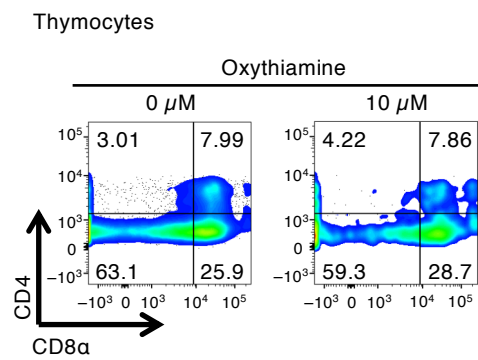 Thymocytes
Oxythiamine
0 µM 10 µM
3.01 7.99 4.22 7.86
10⁵ 10⁵
10⁴ 10⁴
10³ 10³
0 0
−10³ −10³
63.1 25.9 59.3 28.7
−10³ 0 10³ 10⁴ 10⁵ −10³ 0 10³ 10⁴ 10⁵
CD4
CD8α